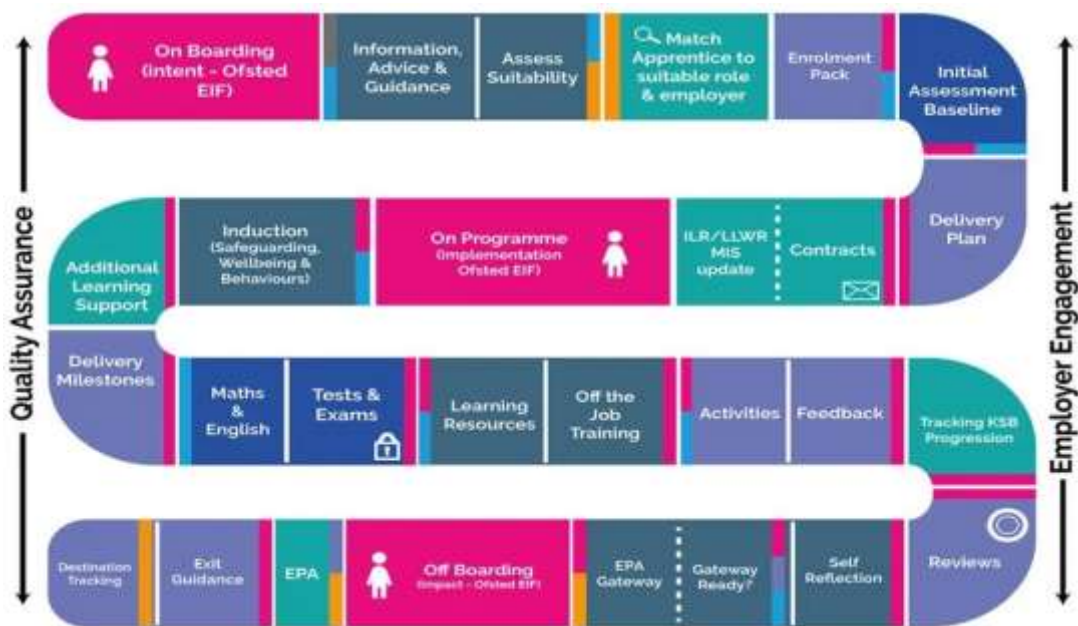 On Boarding
(Intent - Ofsted
EIF)
Information,
Advice &
Guidance
Assess
Suitability
Match
Apprentice to
suitable role
& employer
Enrolment
Pack
Initial
Assessment
Baseline
Quality Assurance
Employer Engagement
Additional
Learning
Support
Induction
(Safeguarding,
Wellbeing &
Behaviours)
On Programme
(Implementation
Ofsted EIF)
ILR/LLWR
MIS
update
Contracts
Delivery
Plan
Delivery
Milestones
Maths
&
English
Tests &
Exams
Learning
Resources
Off the
Job
Training
Activities
Feedback
Tracking KSB
Progression
Destination
Tracking
Exit
Guidance
EPA
Off Boarding
(Impact - Ofsted EIF)
EPA
Gateway
Gateway
Ready?
Self
Reflection
Reviews